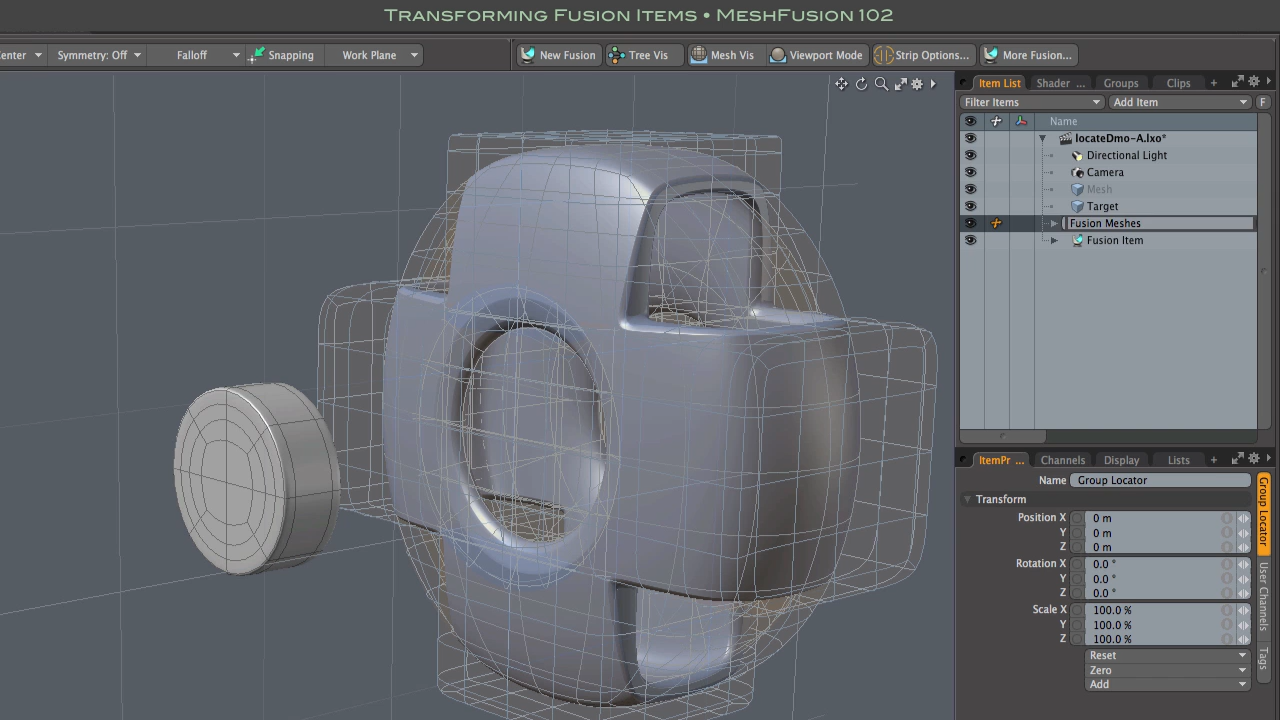 Transforming Fusion Items • MeshFusion 102
enter Symmetry: Off Falloff Snapping Work Plane New Fusion Tree Vis Mesh Vis Viewport Mode Strip Options... More Fusion...
Item List Shader ... Groups Clips +
Filter Items Add Item F
Name
locateDmo-A.lxo*
Directional Light
Camera
Mesh
Target
Fusion Meshes
Fusion Item
ItemPr ... Channels Display Lists +
Name Group Locator
Transform
Position X 0 m
Y 0 m
Z 0 m
Rotation X 0.0 °
Y 0.0 °
Z 0.0 °
Scale X 100.0 %
Y 100.0 %
Z 100.0 %
Reset
Zero
Add
Group Locator
User Channels
Tags